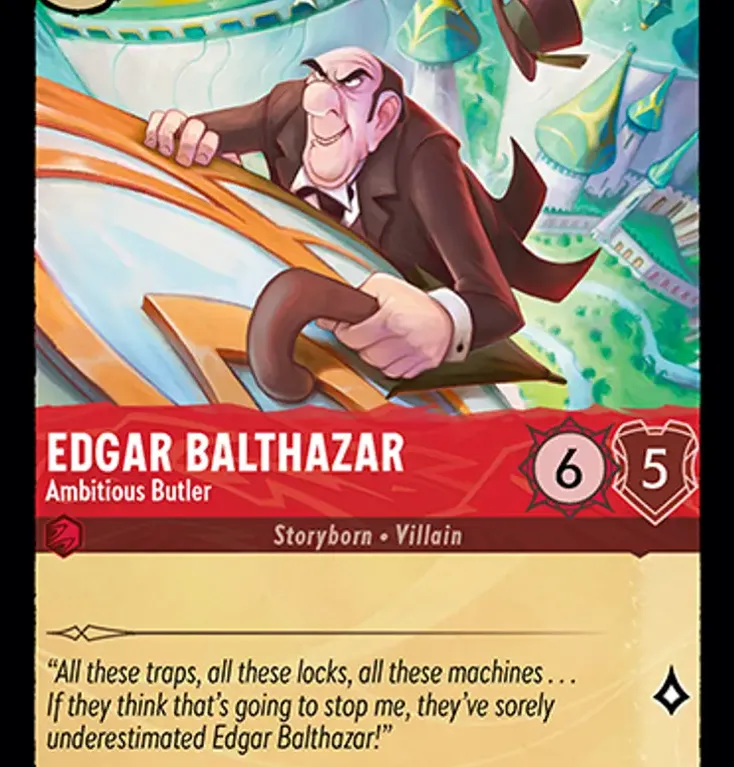 EDGAR BALTHAZAR
6
5
Ambitious Butler
Storyborn • Villain
“All these traps, all these locks, all these machines . . .
If they think that’s going to stop me, they’ve sorely
underestimated Edgar Balthazar!”